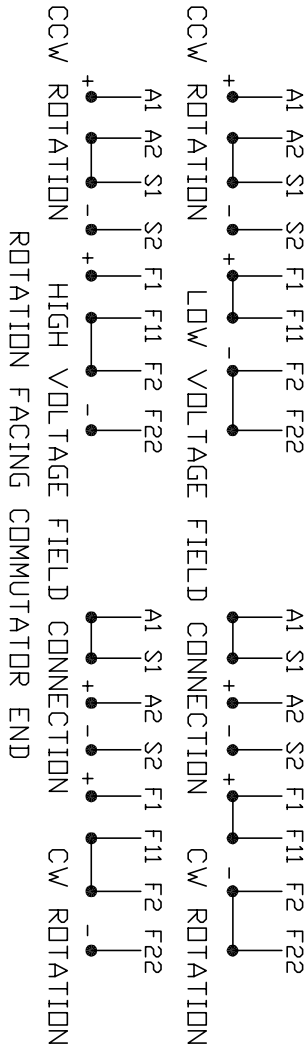 A1 A2 S1 S2 F1 F11 F2 F22 A1 S1 A2 S2 F1 F11 F2 F22
+ - + - + - + -
CCW ROTATION LOW VOLTAGE FIELD CONNECTION CW ROTATION
A1 A2 S1 S2 F1 F11 F2 F22 A1 S1 A2 S2 F1 F11 F2 F22
+ - + - + - + -
CCW ROTATION HIGH VOLTAGE FIELD CONNECTION CW ROTATION
ROTATION FACING COMMUTATOR END